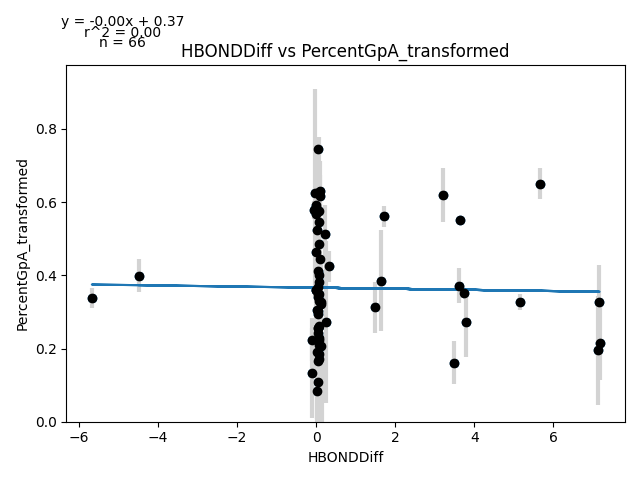 y = -0.00x + 0.37
r^2 = 0.00
n = 66
HBONDDiff vs PercentGpA_transformed
PercentGpA_transformed
0.8
0.6
0.4
0.2
0.0
−6
−4
−2
0
2
4
6
HBONDDiff